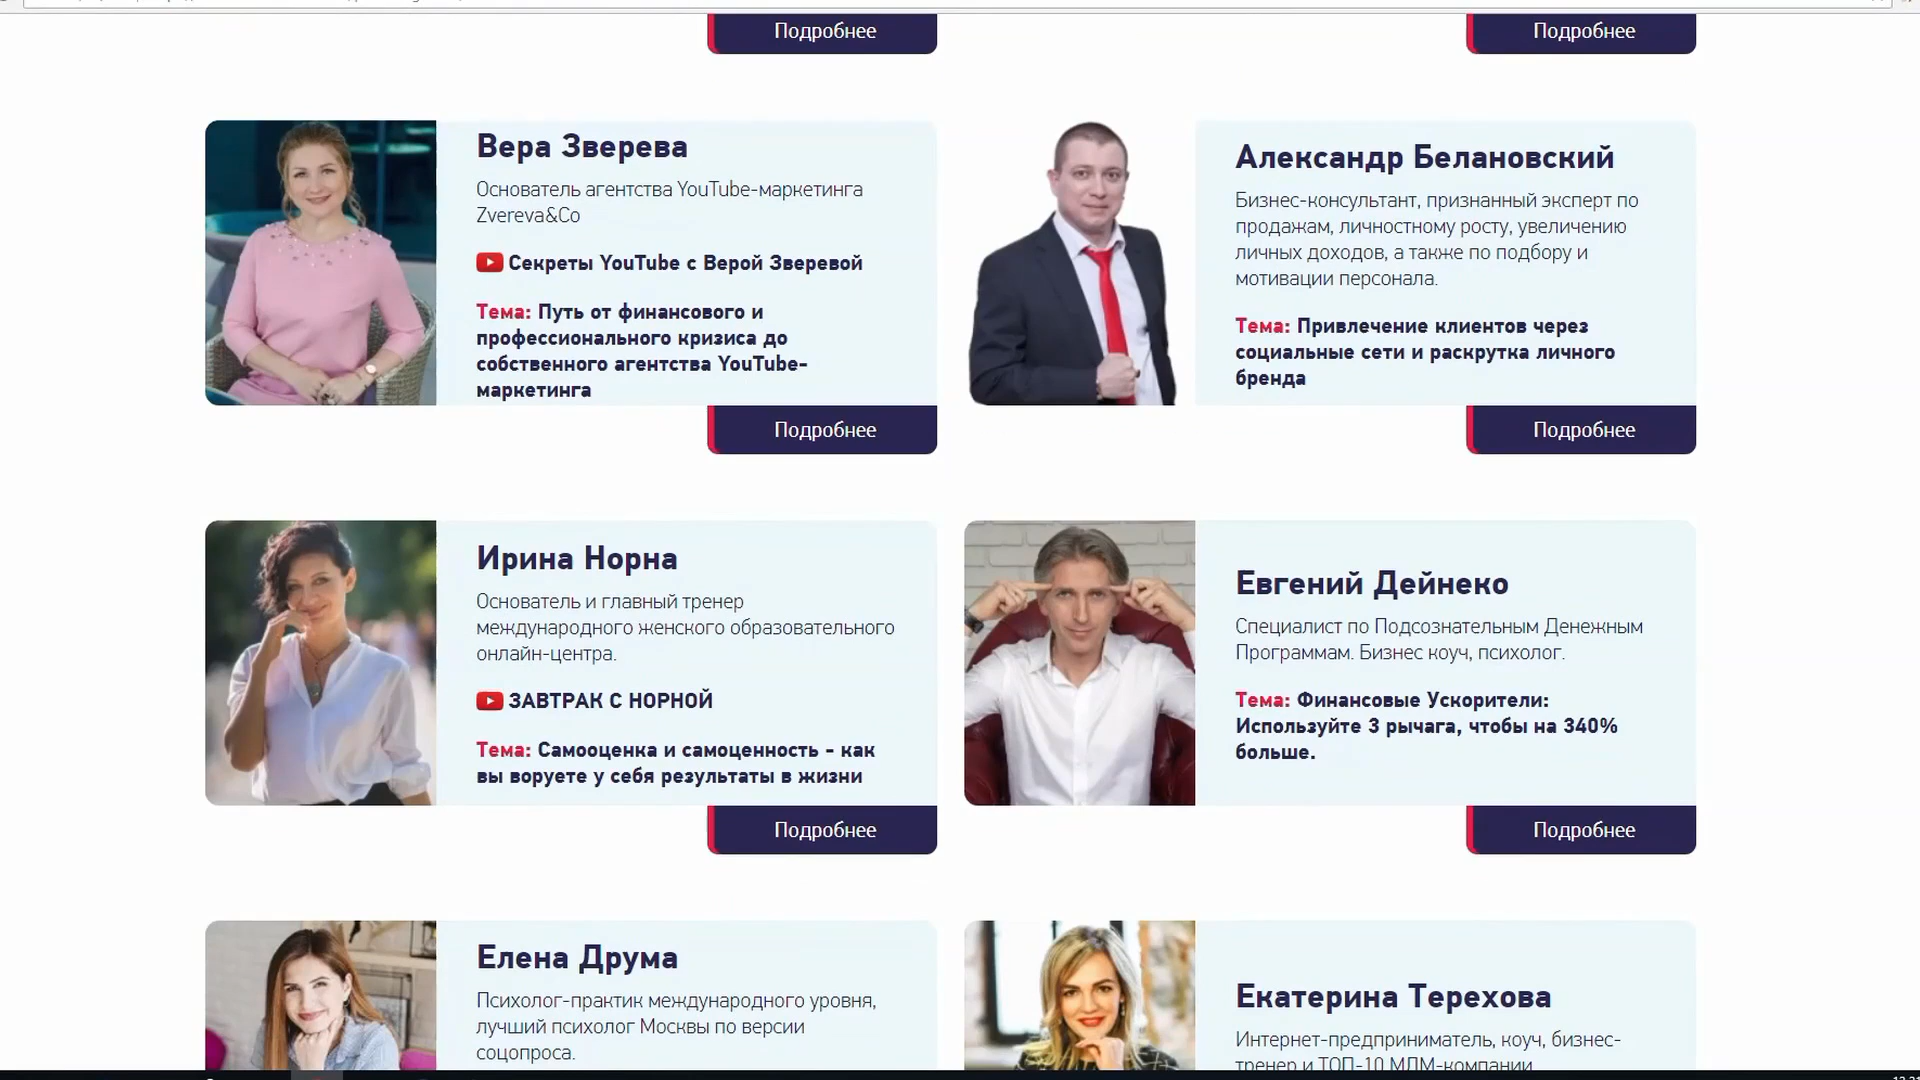 Подробнее
Подробнее
Вера Зверева
Основатель агентства YouTube-маркетинга
Zvereva&Co
Секреты YouTube с Верой Зверевой
Тема: Путь от финансового и
профессионального кризиса до
собственного агентства YouTube-
маркетинга
Подробнее
Александр Белановский
Бизнес-консультант, признанный эксперт по
продажам, личностному росту, увеличению
личных доходов, а также по подбору и
мотивации персонала.
Тема: Привлечение клиентов через
социальные сети и раскрутка личного
бренда
Подробнее
Ирина Норна
Основатель и главный тренер
международного женского образовательного
онлайн-центра.
ЗАВТРАК С НОРНОЙ
Тема: Самооценка и самоценность - как
вы воруете у себя результаты в жизни
Подробнее
Евгений Дейнеко
Специалист по Подсознательным Денежным
Программам. Бизнес коуч, психолог.
Тема: Финансовые Ускорители:
Используйте 3 рычага, чтобы на 340%
больше.
Подробнее
Елена Друма
Психолог-практик международного уровня,
лучший психолог Москвы по версии
соцопроса.
Екатерина Терехова
Интернет-предприниматель, коуч, бизнес-
тренер и ТОП-10 МЛМ-компании